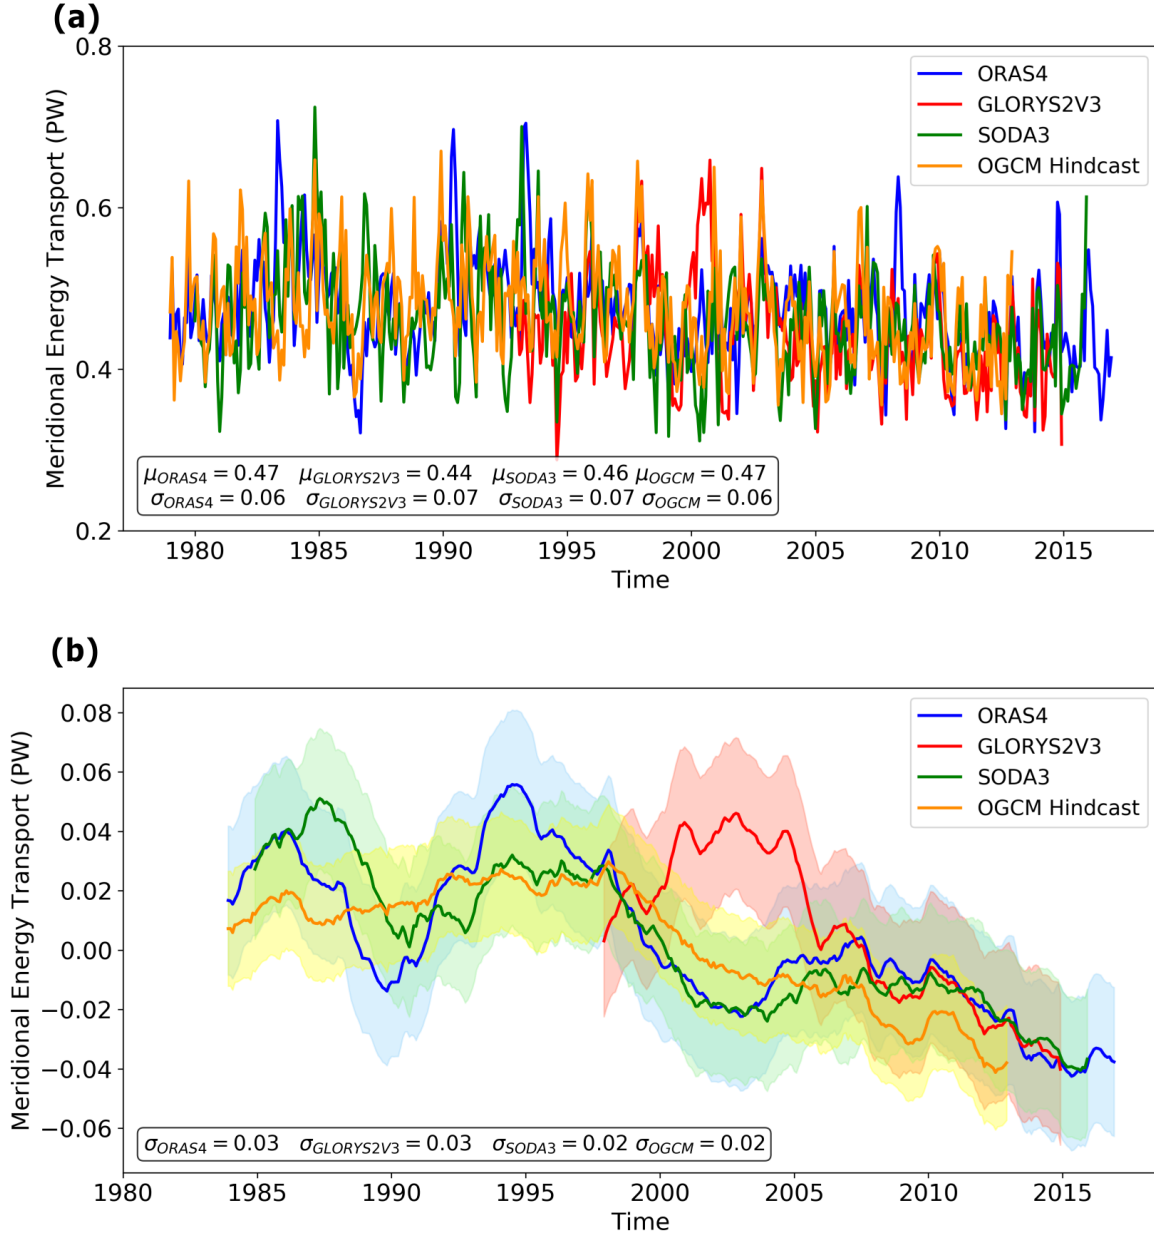 (a)
Meridional Energy Transport (PW)
0.8
0.6
0.4
0.2
ORAS4
GLORYS2V3
SODA3
OGCM Hindcast
μORAS4 = 0.47 μGLORYS2V3 = 0.44 μSODA3 = 0.46 μOGCM = 0.47
σORAS4 = 0.06 σGLORYS2V3 = 0.07 σSODA3 = 0.07 σOGCM = 0.06
1980 1985 1990 1995 2000 2005 2010 2015
Time
(b)
Meridional Energy Transport (PW)
0.08
0.06
0.04
0.02
0.00
−0.02
−0.04
−0.06
ORAS4
GLORYS2V3
SODA3
OGCM Hindcast
σORAS4 = 0.03 σGLORYS2V3 = 0.03 σSODA3 = 0.02 σOGCM = 0.02
1980 1985 1990 1995 2000 2005 2010 2015
Time